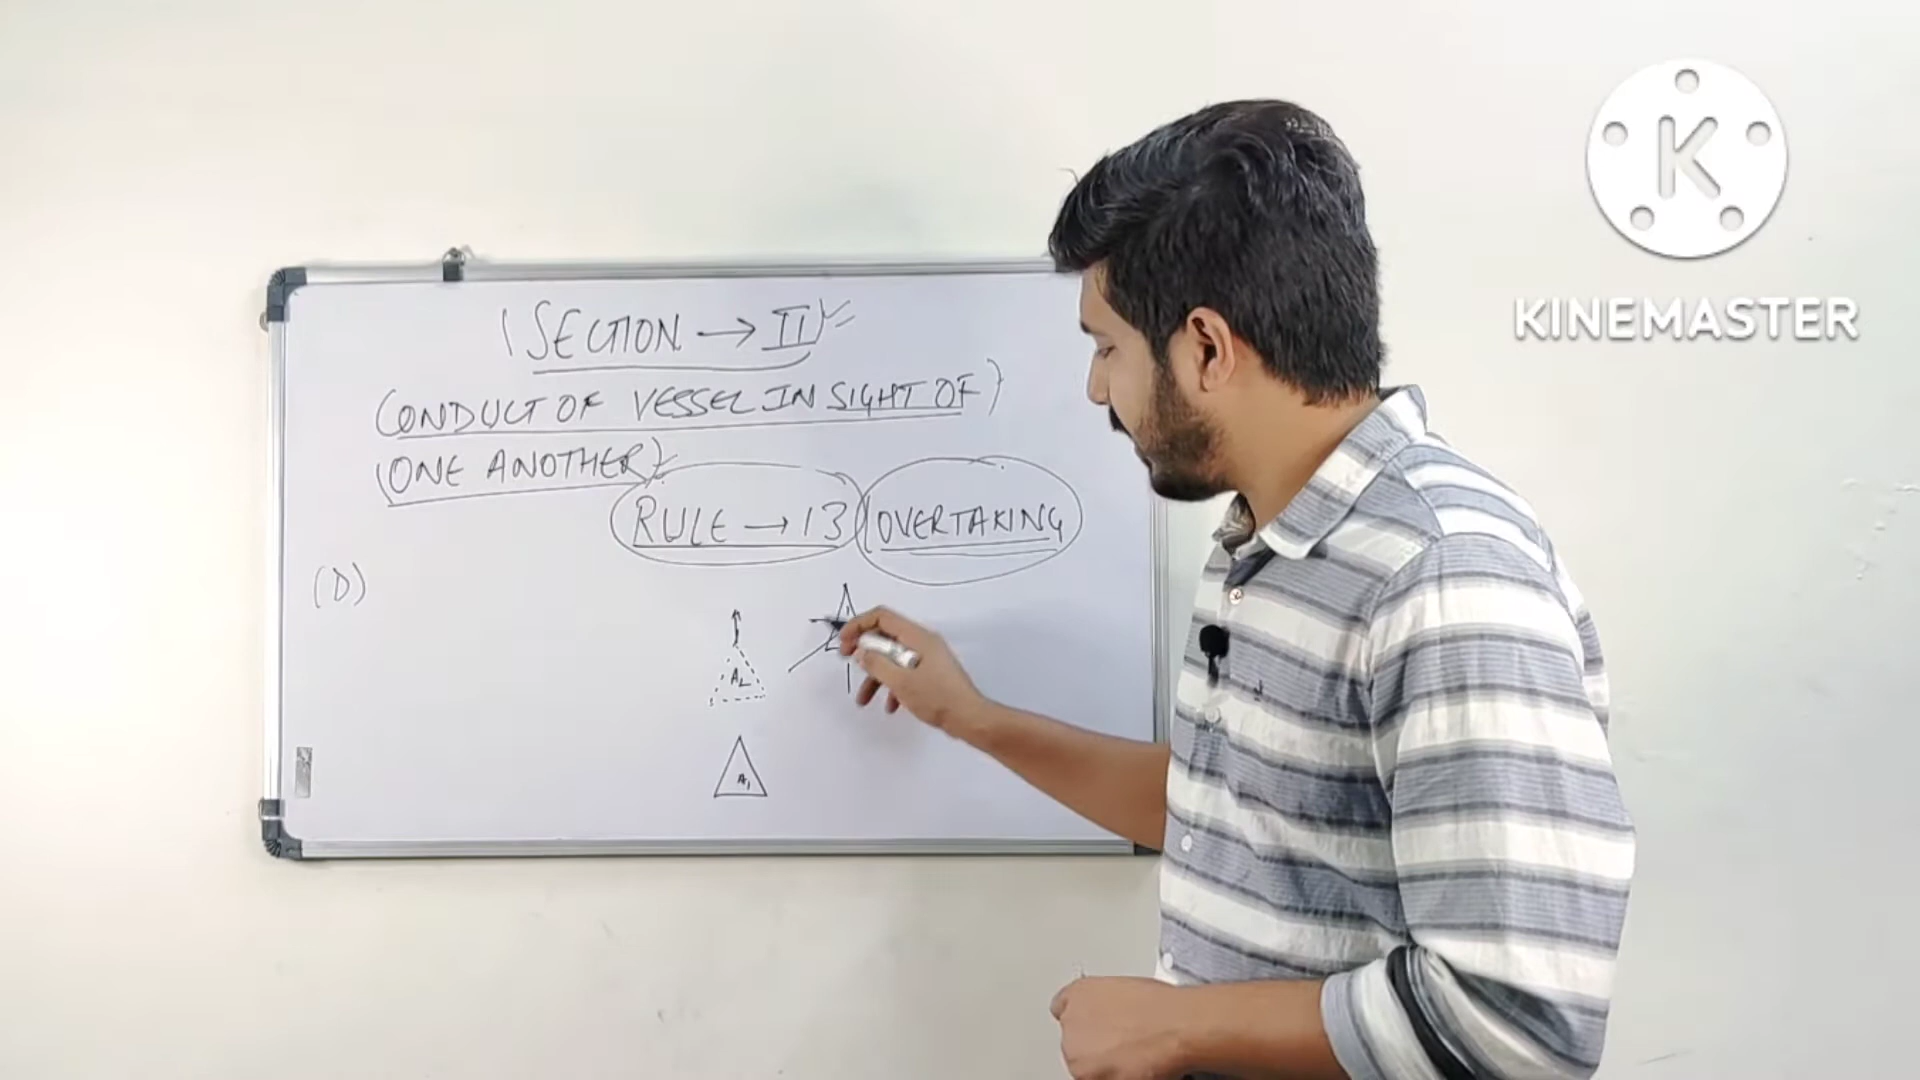 (SECTION → II)
(CONDUCT OF VESSEL IN SIGHT OF)
(ONE ANOTHER)
RULE → 13 (OVERTAKING
(D)
A2
A1
K
KINEMASTER